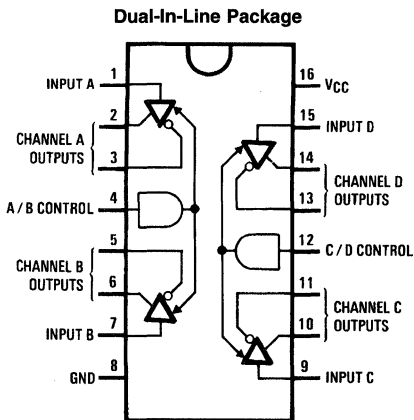 Dual-In-Line Package
INPUT A 1
2
CHANNEL A
OUTPUTS
3
A/B CONTROL 4
5
CHANNEL B
OUTPUTS
6
INPUT B 7
GND 8
16 VCC
15 INPUT D
14
CHANNEL D
OUTPUTS
13
12 C/D CONTROL
11
CHANNEL C
OUTPUTS
10
9 INPUT C